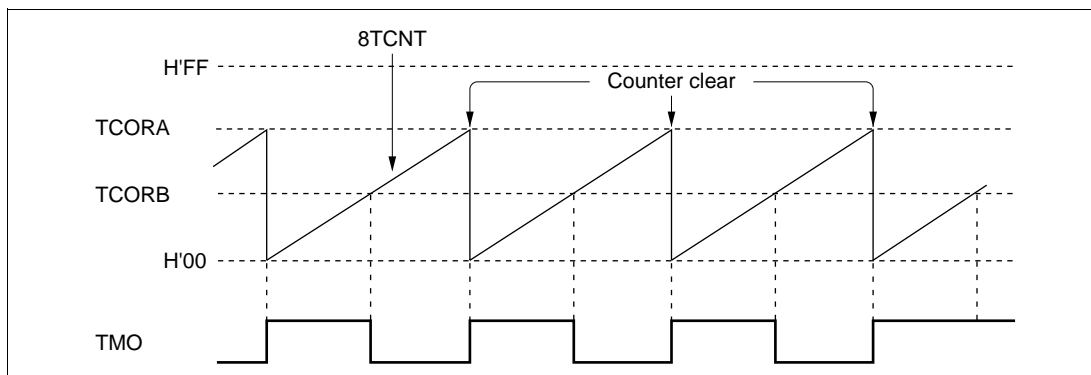 8TCNT
H'FF
Counter clear
TCORA
TCORB
H'00
TMO